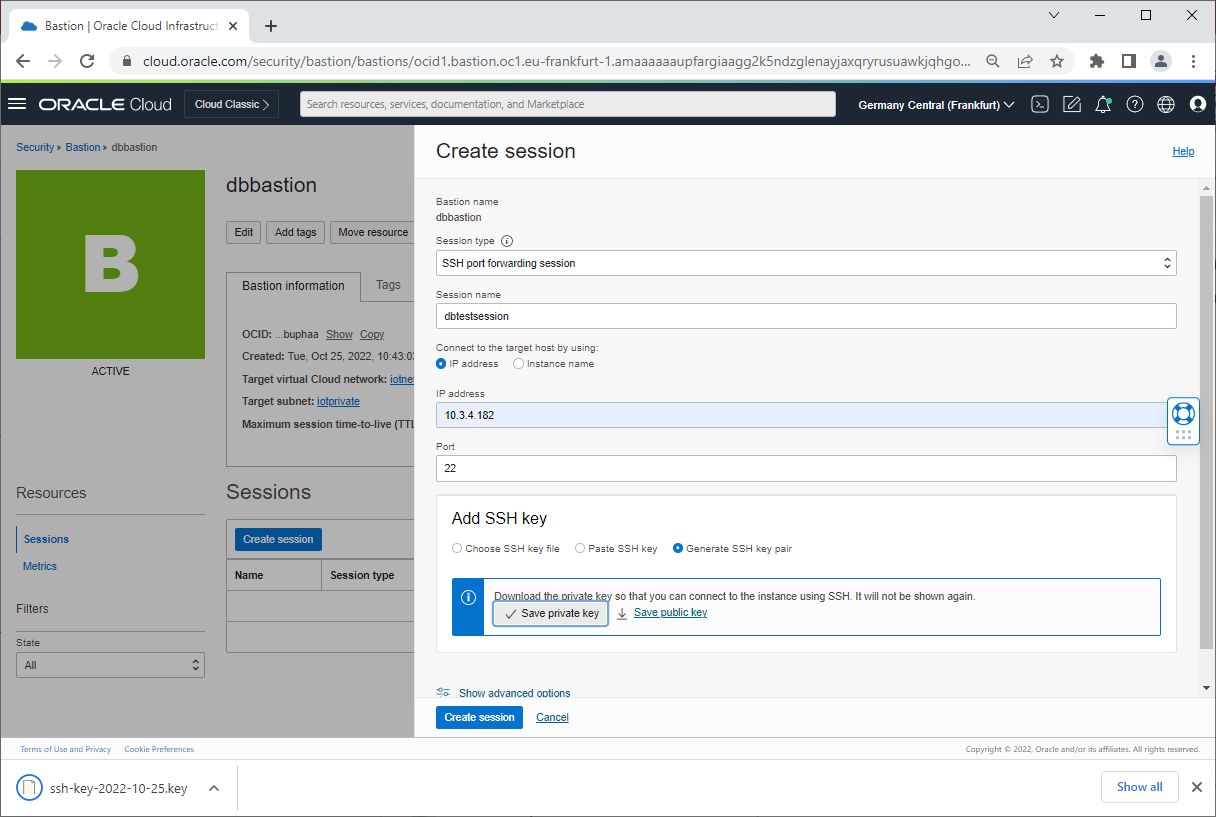 Bastion | Oracle Cloud Infrastruct
cloud.oracle.com/security/bastion/bastions/ocid1.bastion.oc1.eu-frankfurt-1.amaaaaaaupfargiaagg2k5ndzglenayjaxqryrusuawkjqhgo...
ORACLE Cloud
Cloud Classic
Search resources, services, documentation, and Marketplace
Germany Central (Frankfurt)
Security » Bastion » dbbastion
B
ACTIVE
dbbastion
Edit
Add tags
Move resource
Bastion information
Tags
OCID: ...buphaa Show Copy
Created: Tue, Oct 25, 2022, 10:43:03
Target virtual Cloud network: iotnet
Target subnet: iotprivate
Maximum session time-to-live (TTL
Resources
Sessions
Metrics
Filters
State
All
Sessions
Create session
Name
Session type
Create session
Help
Bastion name
dbbastion
Session type
SSH port forwarding session
Session name
dbtestsession
Connect to the target host by using:
IP address
Instance name
IP address
10.3.4.182
Port
22
Add SSH key
Choose SSH key file
Paste SSH key
Generate SSH key pair
Download the private key so that you can connect to the instance using SSH. It will not be shown again.
Save private key
Save public key
Show advanced options
Create session
Cancel
Terms of Use and Privacy
Cookie Preferences
Copyright © 2022, Oracle and/or its affiliates. All rights reserved.
ssh-key-2022-10-25.key
Show all